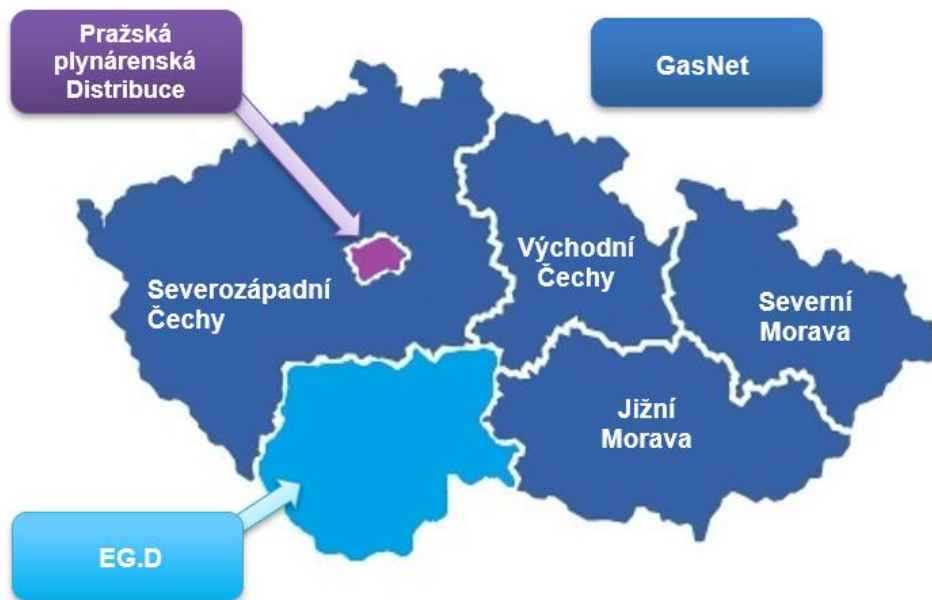 Pražská
plynárenská
Distribuce
GasNet
Východní
Čechy
Severozápadní
Čechy
Severní
Morava
Jižní
Morava
EG.D